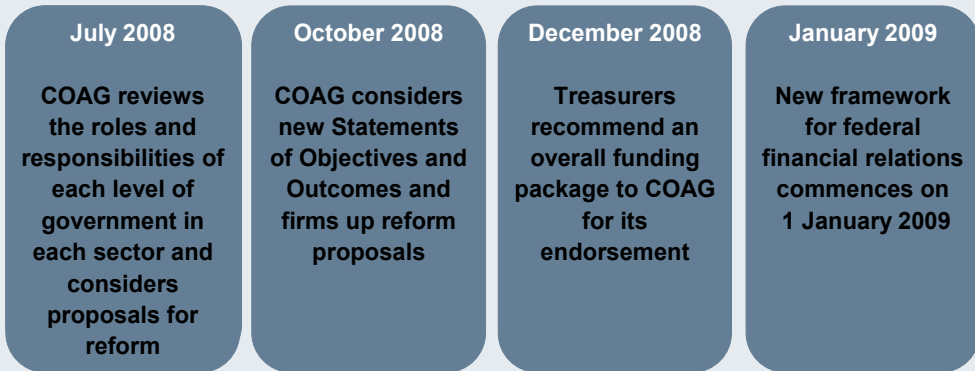 July 2008
COAG reviews
the roles and
responsibilities of
each level of
government in
each sector and
considers
proposals for
reform
October 2008
COAG considers
new Statements
of Objectives and
Outcomes and
firms up reform
proposals
December 2008
Treasurers
recommend an
overall funding
package to COAG
for its
endorsement
January 2009
New framework
for federal
financial relations
commences on
1 January 2009